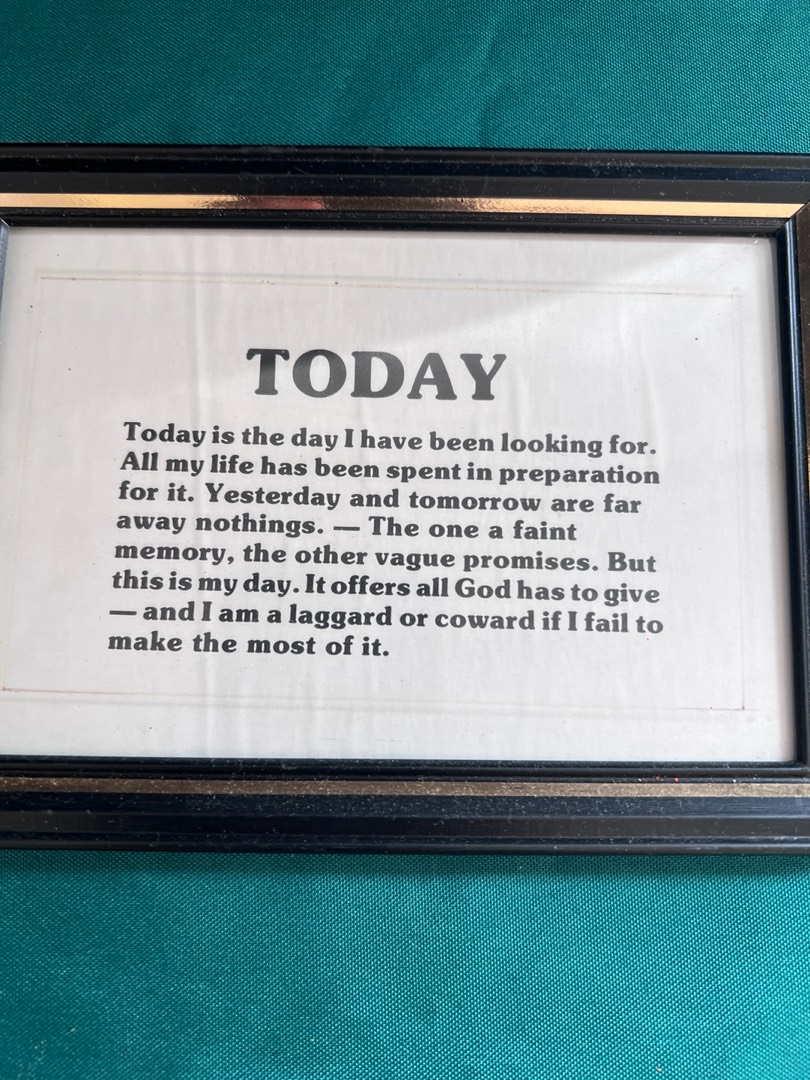 TODAY
Today is the day I have been looking for.
All my life has been spent in preparation
for it. Yesterday and tomorrow are far
away nothings. — The one a faint
memory, the other vague promises. But
this is my day. It offers all God has to give
— and I am a laggard or coward if I fail to
make the most of it.